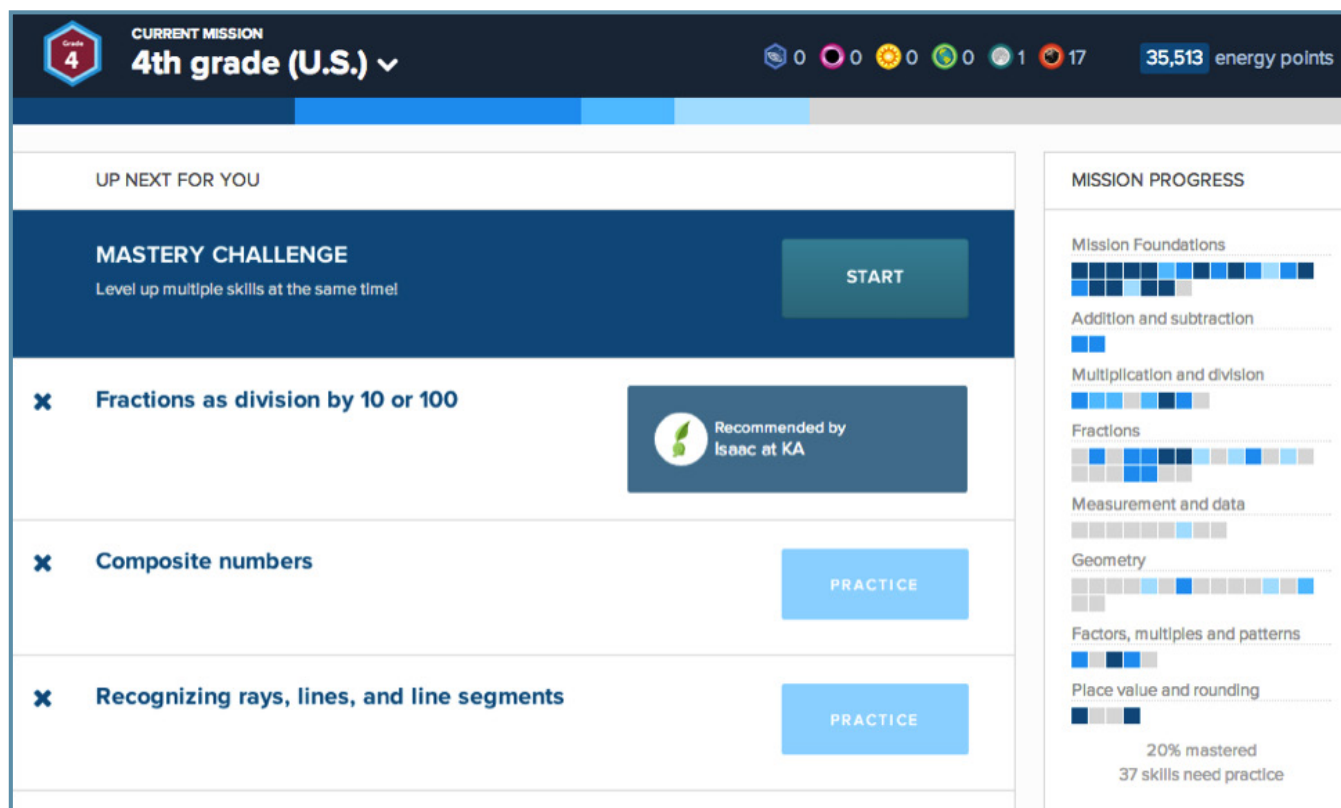 Grade
4
CURRENT MISSION
4th grade (U.S.)
0 0 0 0 1 17
35,513 energy points
UP NEXT FOR YOU
MASTERY CHALLENGE
Level up multiple skills at the same time!
START
Fractions as division by 10 or 100
Recommended by
Isaac at KA
Composite numbers
PRACTICE
Recognizing rays, lines, and line segments
PRACTICE
MISSION PROGRESS
Mission Foundations
Addition and subtraction
Multiplication and division
Fractions
Measurement and data
Geometry
Factors, multiples and patterns
Place value and rounding
20% mastered
37 skills need practice